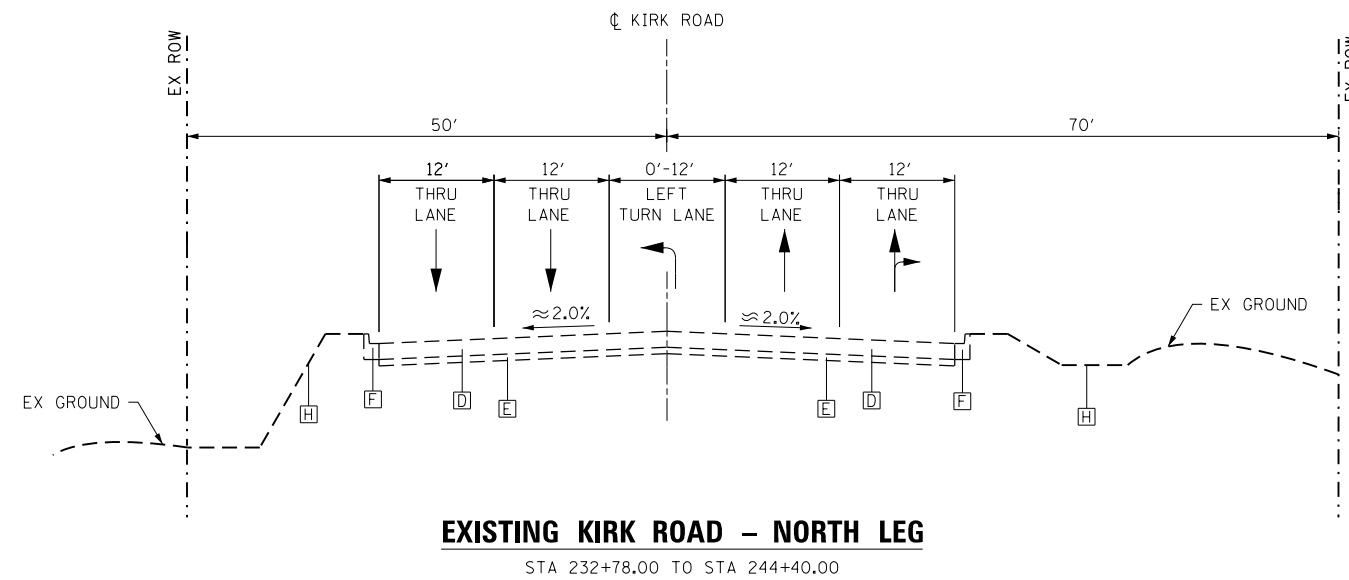 ℄ KIRK ROAD
EX ROW
EX ROW
50'
70'
12'
12'
0'-12'
12'
12'
THRU LANE
THRU LANE
LEFT TURN LANE
THRU LANE
THRU LANE
≈2.0%
≈2.0%
EX GROUND
EX GROUND
H
F
D
E
E
D
F
H
EXISTING KIRK ROAD – NORTH LEG
STA 232+78.00 TO STA 244+40.00